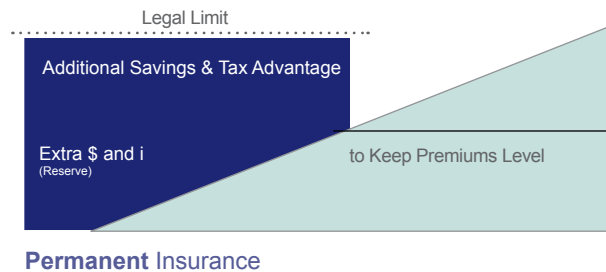 Legal Limit
Additional Savings & Tax Advantage
Extra $ and i
(Reserve)
to Keep Premiums Level
Permanent Insurance